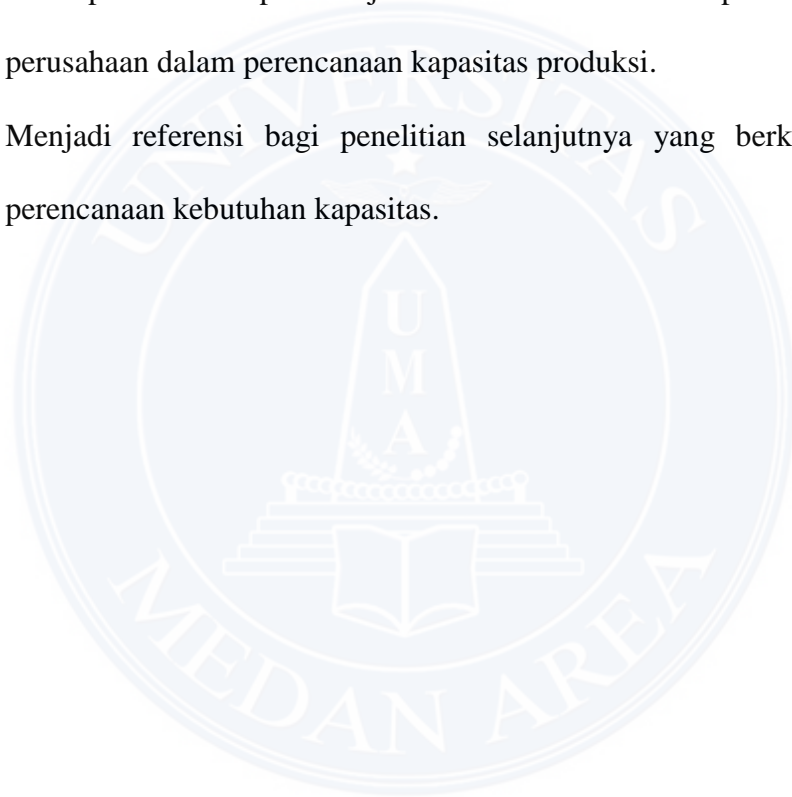 perusahaan dalam perencanaan kapasitas produksi.
Menjadi referensi bagi penelitian selanjutnya yang berk
perencanaan kebutuhan kapasitas.
UNIVERSITAS
U
M
A
MEDAN AREA